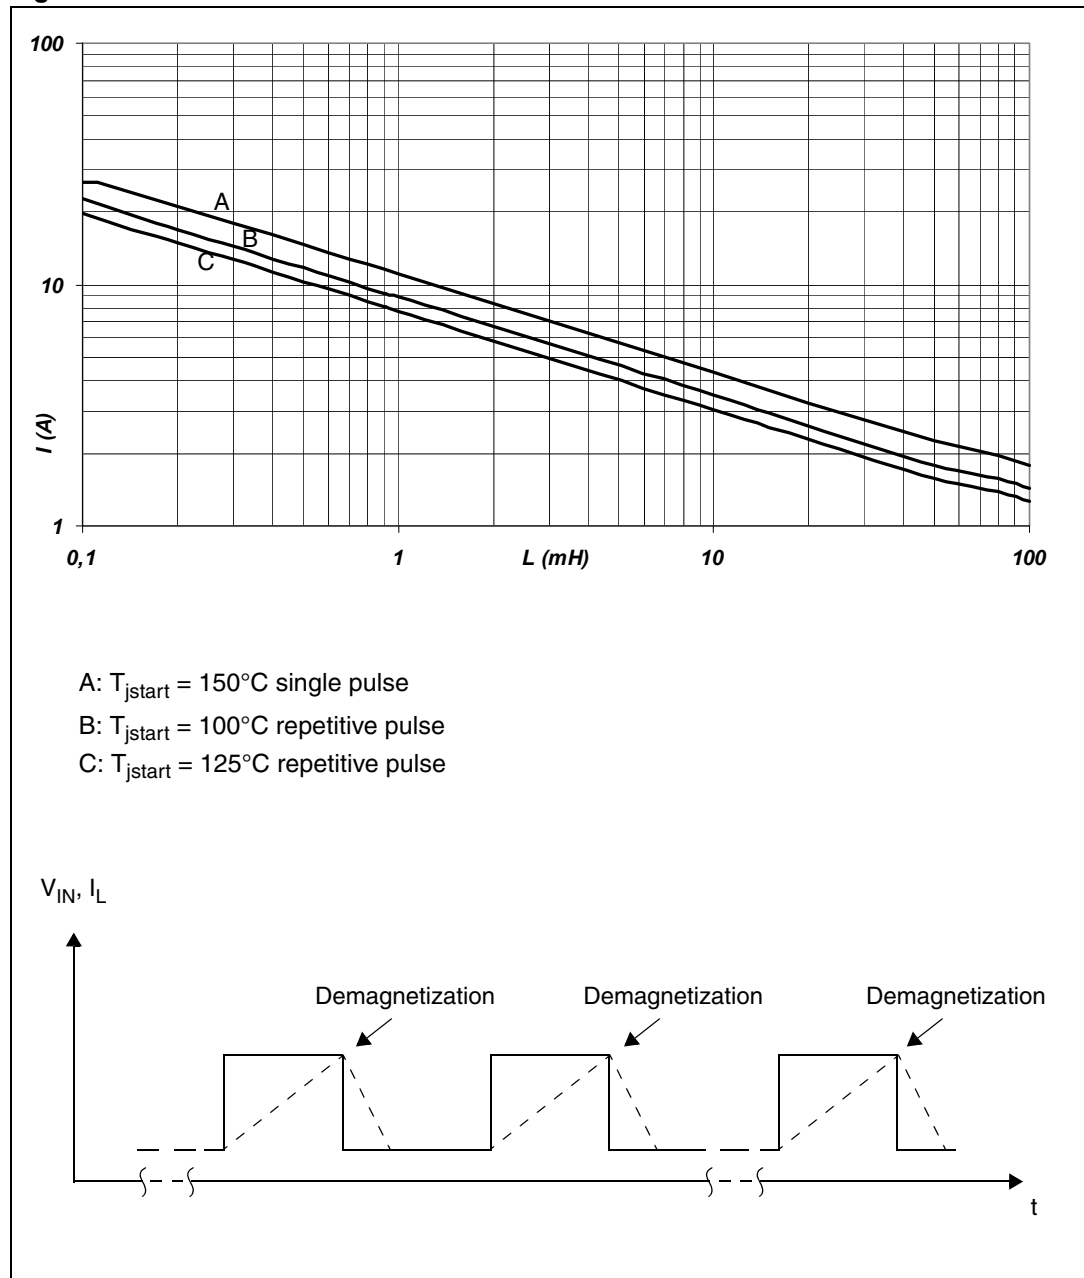 100
A
B
C
10
I (A)
1
0,1
1
L (mH)
10
100
A: Tjstart = 150°C single pulse
B: Tjstart = 100°C repetitive pulse
C: Tjstart = 125°C repetitive pulse
VIN, IL
Demagnetization
Demagnetization
Demagnetization
t